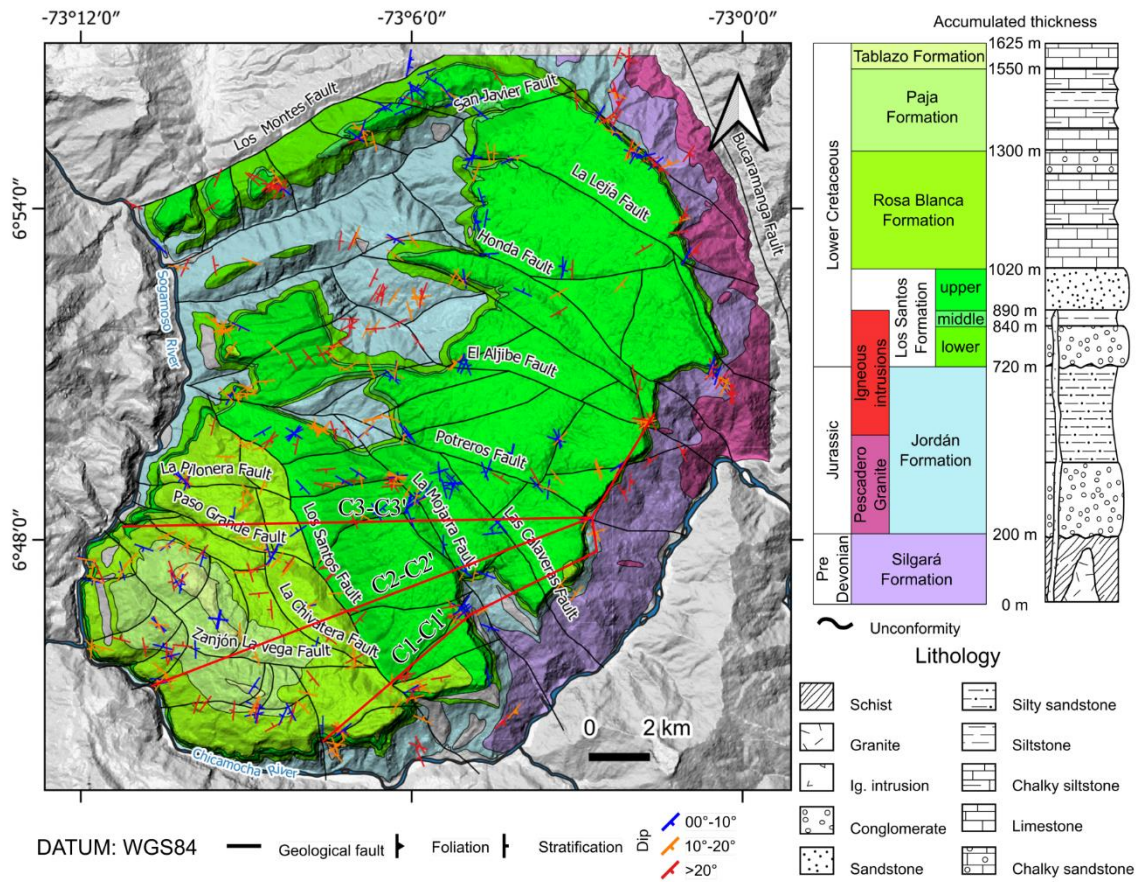 -73°12′0″
-73°6′0″
-73°0′0″
6°54′0″
6°48′0″
Los Montes Fault
San Javier Fault
Bucaramanga Fault
La Lejía Fault
Honda Fault
Sogamoso River
El Aljibe Fault
Potreros Fault
La Pilonera Fault
Paso Grande Fault
Los Santos Fault
La Mojarra Fault
Las Calaveras Fault
C3-C3'
C2-C2'
C1-C1'
La Chivatera Fault
Zanjón La vega Fault
Chicamocha River
0 2 km
DATUM: WGS84
Geological fault
Foliation
Stratification
Dip
00°-10°
10°-20°
>20°
Accumulated thickness
Lower Cretaceous
Jurassic
Pre
Devonian
Tablazo Formation
Paja
Formation
Rosa Blanca
Formation
Los Santos
Formation
upper
middle
lower
Igneous
intrusions
Pescadero
Granite
Jordán
Formation
Silgará
Formation
1625 m
1550 m
1300 m
1020 m
890 m
840 m
720 m
200 m
0 m
Unconformity
Lithology
Schist
Granite
Ig. intrusion
Conglomerate
Sandstone
Silty sandstone
Siltstone
Chalky siltstone
Limestone
Chalky sandstone